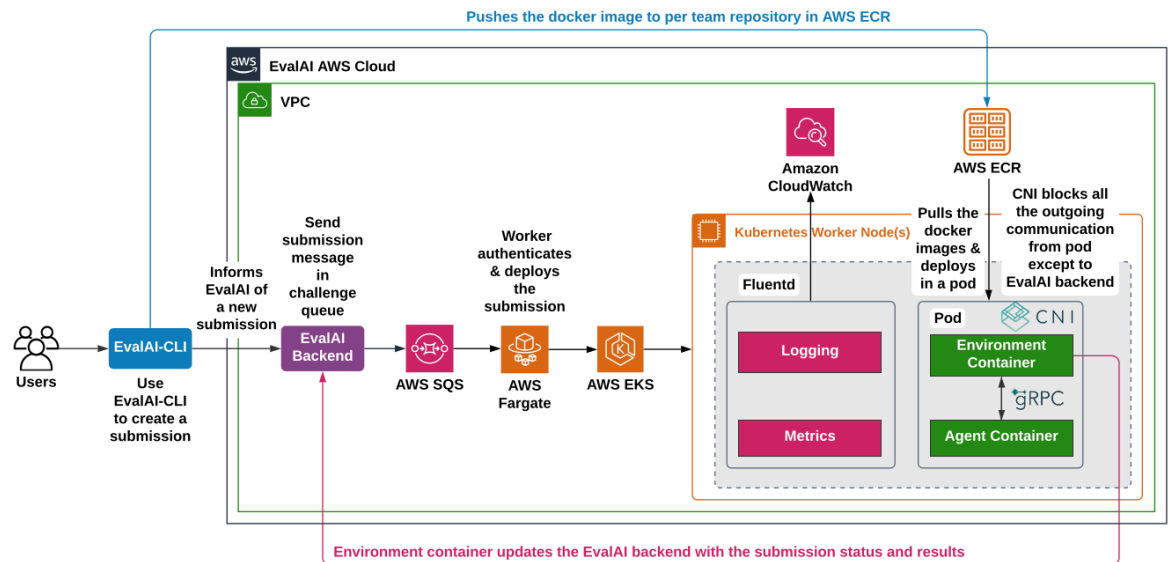 Pushes the docker image to per team repository in AWS ECR
aws
EvalAI AWS Cloud
VPC
Amazon
CloudWatch
AWS ECR
Send
submission
message
in
challenge
queue
Worker
authenticates
& deploys
the
submission
Kubernetes Worker Node(s)
Pulls the
docker
images &
deploys
in a pod
CNI blocks all
the outgoing
communication
from pod
except to
EvalAI backend
Informs
EvalAI of
a new
submission
Fluentd
Pod
CNI
Users
EvalAI-CLI
EvalAI
Backend
AWS SQS
AWS
Fargate
K
AWS EKS
Logging
Environment
Container
Use
EvalAI-CLI
to create a
submission
gRPC
Metrics
Agent Container
Environment container updates the EvalAI backend with the submission status and results